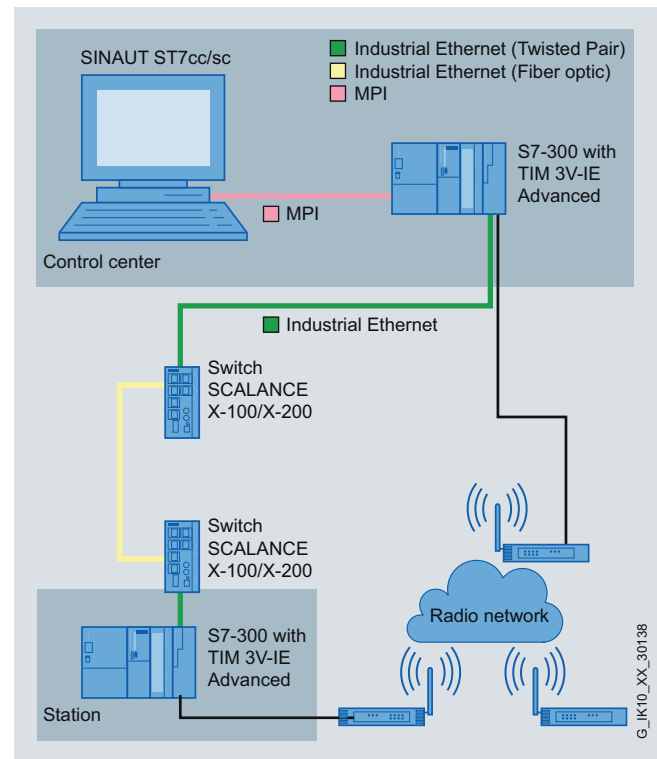 SINAUT ST7cc/sc
Industrial Ethernet (Twisted Pair)
Industrial Ethernet (Fiber optic)
MPI
S7-300 with
TIM 3V-IE
Advanced
MPI
Control center
Industrial Ethernet
Switch
SCALANCE
X-100/X-200
Switch
SCALANCE
X-100/X-200
Radio network
S7-300 with
TIM 3V-IE
Advanced
Station
G_IK10_XX_30138